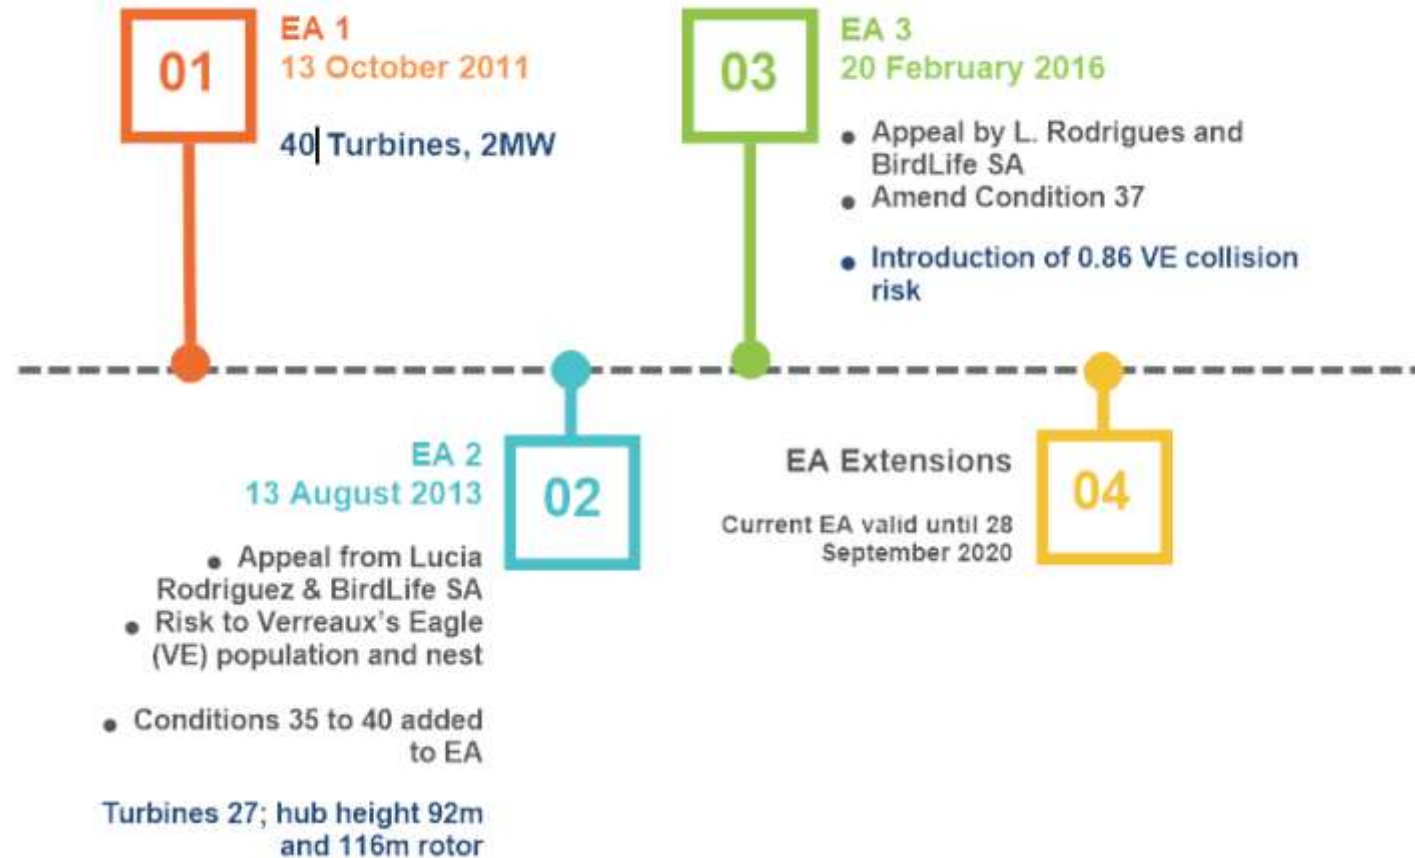 01
EA 1
13 October 2011
40 Turbines, 2MW
EA 2
13 August 2013
02
• Appeal from Lucia
Rodriguez & BirdLife SA
• Risk to Verreaux's Eagle
(VE) population and nest
• Conditions 35 to 40 added
to EA
Turbines 27; hub height 92m
and 116m rotor
03
EA 3
20 February 2016
• Appeal by L. Rodrigues and
BirdLife SA
• Amend Condition 37
• Introduction of 0.86 VE collision
risk
EA Extensions
04
Current EA valid until 28
September 2020